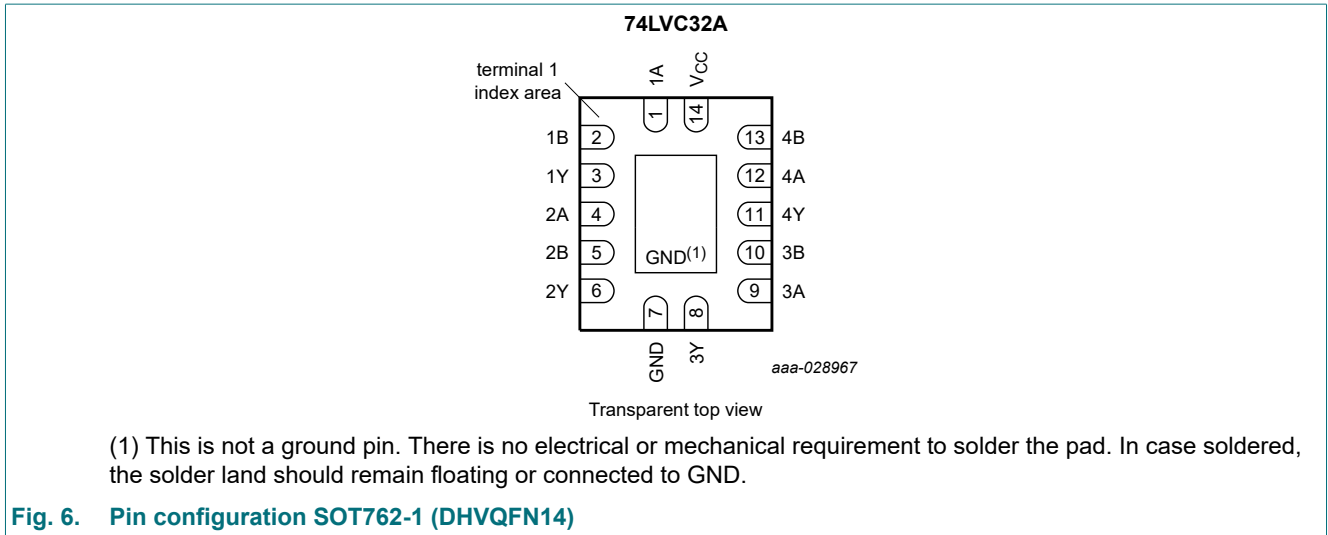 74LVC32A
terminal 1
index area
1A
VCC
1
14
1B 2
13 4B
1Y 3
12 4A
2A 4
11 4Y
2B 5
GND(1)
10 3B
2Y 6
9 3A
7
8
GND
3Y
aaa-028967
Transparent top view
(1) This is not a ground pin. There is no electrical or mechanical requirement to solder the pad. In case soldered,
the solder land should remain floating or connected to GND.
Fig. 6. Pin configuration SOT762-1 (DHVQFN14)